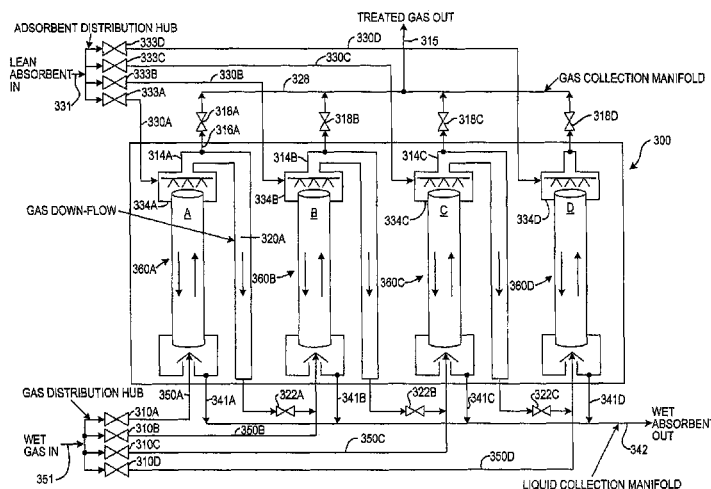 TREATED GAS OUT
ADSORBENT DISTRIBUTION HUB
333D
330D
315
LEAN ABSORBENT IN
333C
330C
333B
330B
328
GAS COLLECTION MANIFOLD
331
333A
330A
318A
318B
318C
318D
316A
300
314A
314B
314C
334A
A
334B
B
334C
C
334D
D
GAS DOWN-FLOW
320A
360A
360B
360C
360D
GAS DISTRIBUTION HUB
350A
341A
322A
341B
322B
341C
322C
341D
310A
WET GAS IN
310B
350B
WET ABSORBENT OUT
310C
350C
342
351
310D
350D
LIQUID COLLECTION MANIFOLD